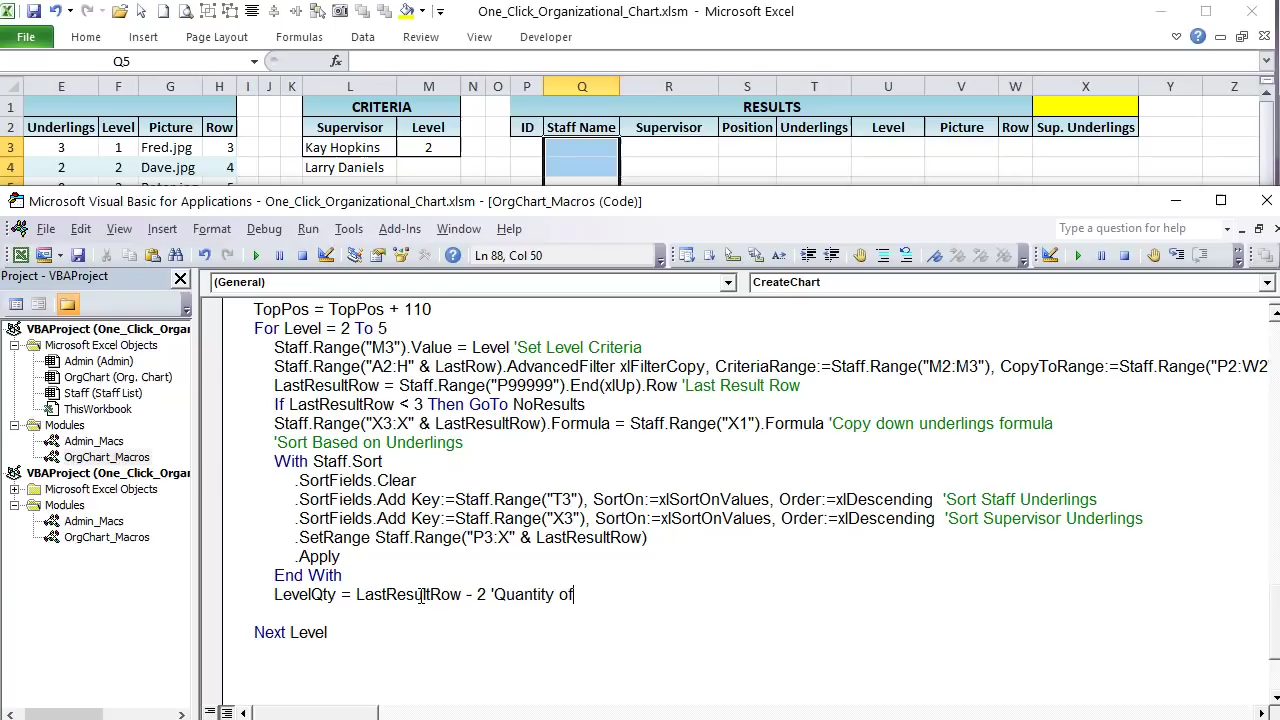 One_Click_Organizational_Chart.xlsm - Microsoft Excel
File Home Insert Page Layout Formulas Data Review View Developer
Q5 fx
E F G H I J K L M N O P Q R S T U V W X Y Z
1 CRITERIA RESULTS
2 Underlings Level Picture Row Supervisor Level ID Staff Name Supervisor Position Underlings Level Picture Row Sup. Underlings
3 3 1 Fred.jpg 3 Kay Hopkins 2
4 2 2 Dave.jpg 4 Larry Daniels
Microsoft Visual Basic for Applications - One_Click_Organizational_Chart.xlsm - [OrgChart_Macros (Code)]
File Edit View Insert Format Debug Run Tools Add-Ins Window Help Type a question for help
Ln 88, Col 50
Project - VBAProject
(General) CreateChart
VBAProject (One_Click_Organ
Microsoft Excel Objects
Admin (Admin)
OrgChart (Org. Chart)
Staff (Staff List)
ThisWorkbook
Modules
Admin_Macs
OrgChart_Macros
VBAProject (One_Click_Organ
Microsoft Excel Objects
Modules
Admin_Macs
OrgChart_Macros
TopPos = TopPos + 110
For Level = 2 To 5
Staff.Range("M3").Value = Level 'Set Level Criteria
Staff.Range("A2:H" & LastRow).AdvancedFilter xlFilterCopy, CriteriaRange:=Staff.Range("M2:M3"), CopyToRange:=Staff.Range("P2:W2
LastResultRow = Staff.Range("P99999").End(xlUp).Row 'Last Result Row
If LastResultRow < 3 Then GoTo NoResults
Staff.Range("X3:X" & LastResultRow).Formula = Staff.Range("X1").Formula 'Copy down underlings formula
'Sort Based on Underlings
With Staff.Sort
.SortFields.Clear
.SortFields.Add Key:=Staff.Range("T3"), SortOn:=xlSortOnValues, Order:=xlDescending 'Sort Staff Underlings
.SortFields.Add Key:=Staff.Range("X3"), SortOn:=xlSortOnValues, Order:=xlDescending 'Sort Supervisor Underlings
.SetRange Staff.Range("P3:X" & LastResultRow)
.Apply
End With
LevelQty = LastResultRow - 2 'Quantity of
Next Level